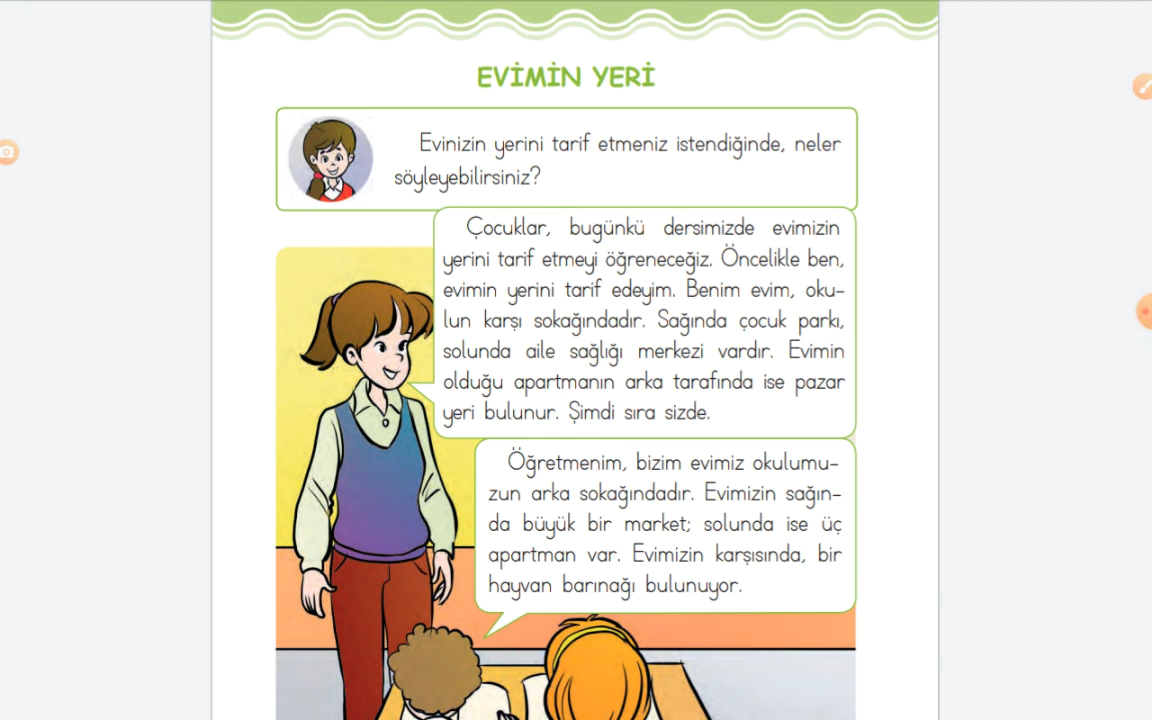 EVİMİN YERİ
Evinizin yerini tarif etmeniz istendiğinde, neler
söyleyebilirsiniz?
Çocuklar, bugünkü dersimizde evimizin
yerini tarif etmeyi öğreneceğiz. Öncelikle ben,
evimin yerini tarif edeyim. Benim evim, oku-
lun karşı sokağındadır. Sağında çocuk parkı,
solunda aile sağlığı merkezi vardır. Evimin
olduğu apartmanın arka tarafında ise pazar
yeri bulunur. Şimdi sıra sizde.
Öğretmenim, bizim evimiz okulumu-
zun arka sokağındadır. Evimizin sağın-
da büyük bir market; solunda ise üç
apartman var. Evimizin karşısında, bir
hayvan barınağı bulunuyor.